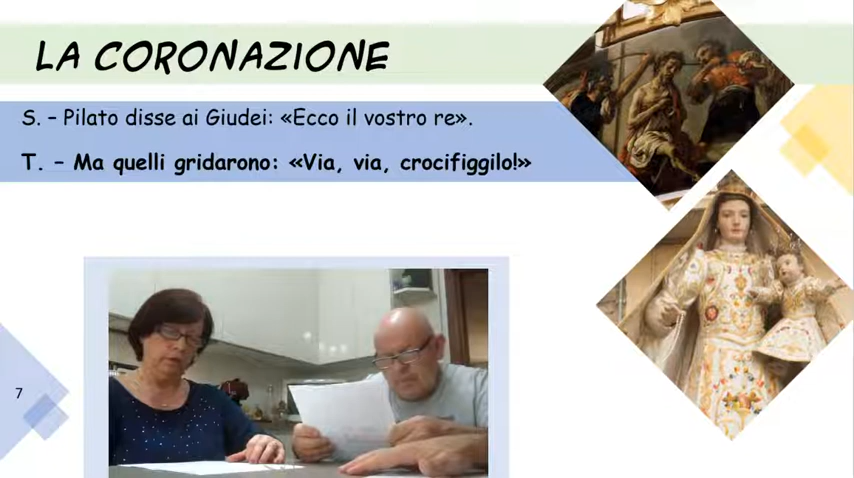 LA CORONAZIONE
S. – Pilato disse ai Giudei: «Ecco il vostro re».
T. – Ma quelli gridarono: «Via, via, crocifiggilo!»
7